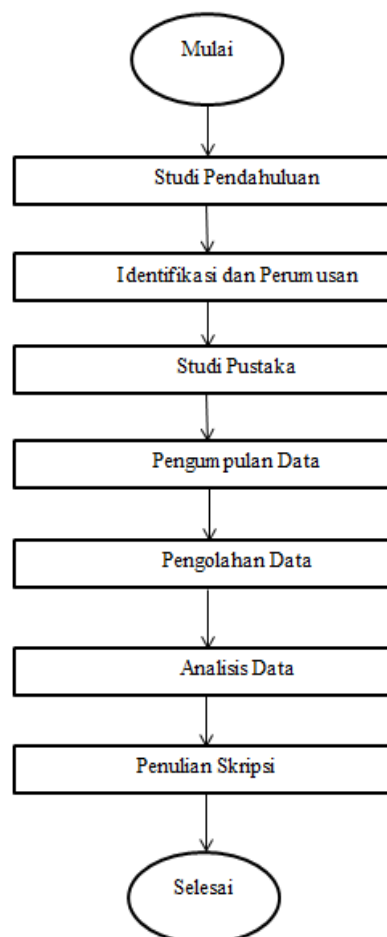 Mulai
Studi Pendahuluan
Identifikasi dan Perumusan
Studi Pustaka
Pengumpulan Data
Pengolahan Data
Analisis Data
Penulian Skripsi
Selesai